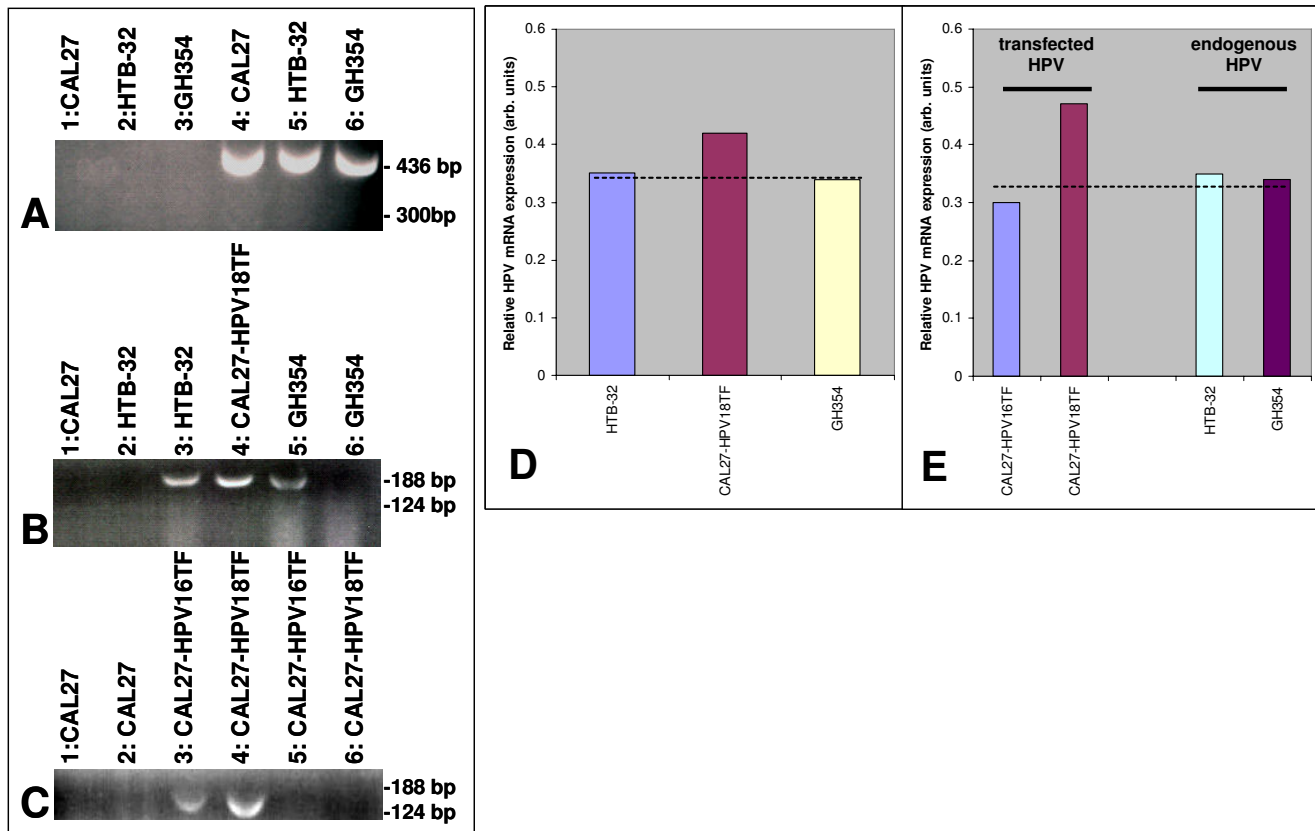 1:CAL27
2:HTB-32
3:GH354
4: CAL27
5: HTB-32
6: GH354
- 436 bp
- 300bp
A
1:CAL27
2: HTB-32
3: HTB-32
4: CAL27-HPV18TF
5: GH354
6: GH354
-188 bp
-124 bp
B
1:CAL27
2: CAL27
3: CAL27-HPV16TF
4: CAL27-HPV18TF
5: CAL27-HPV16TF
6: CAL27-HPV18TF
-188 bp
-124 bp
C
Relative HPV mRNA expression (arb. units)
0.6
0.5
0.4
0.3
0.2
0.1
0
HTB-32
CAL27-HPV18TF
GH354
D
Relative HPV mRNA expression (arb. units)
0.6
0.5
0.4
0.3
0.2
0.1
0
transfected
HPV
endogenous
HPV
CAL27-HPV16TF
CAL27-HPV18TF
HTB-32
GH354
E